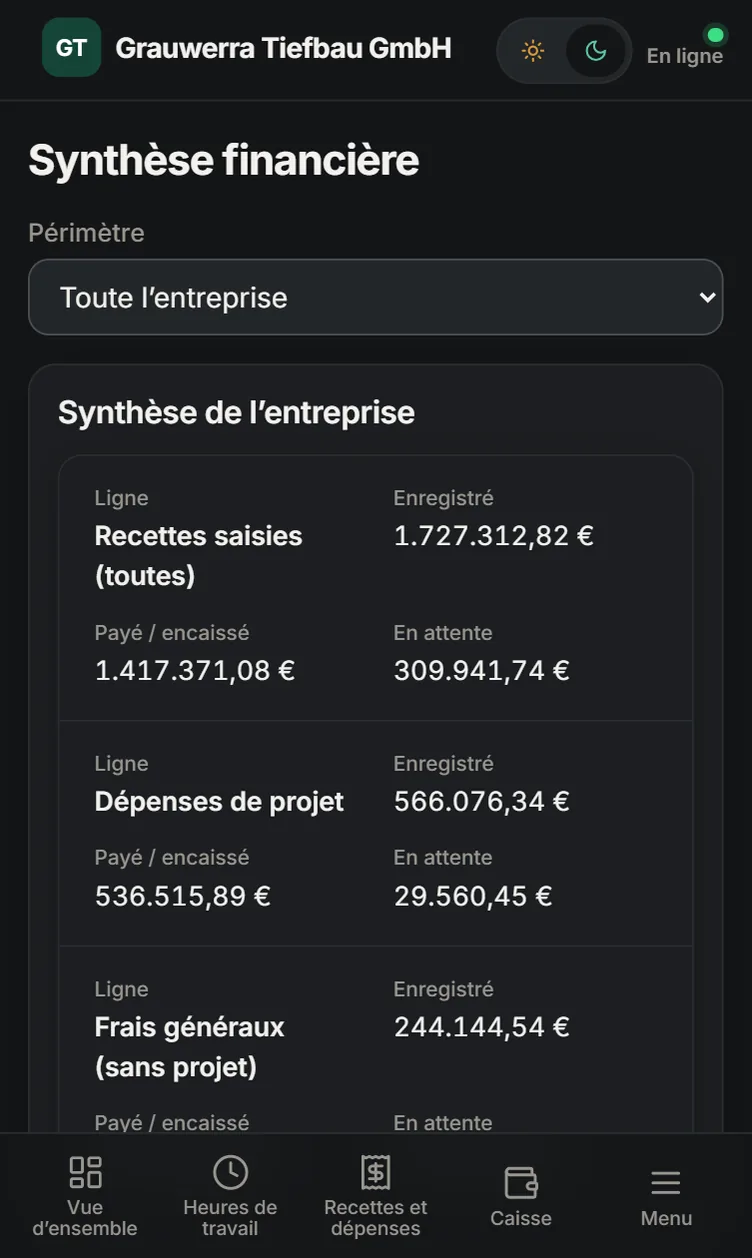 GT
Grauwerra Tiefbau GmbH
En ligne
Synthèse financière
Périmètre
Toute l’entreprise
Synthèse de l’entreprise
Ligne
Enregistré
Recettes saisies
(toutes)
1.727.312,82 €
Payé / encaissé
En attente
1.417.371,08 €
309.941,74 €
Ligne
Enregistré
Dépenses de projet
566.076,34 €
Payé / encaissé
En attente
536.515,89 €
29.560,45 €
Ligne
Enregistré
Frais généraux
(sans projet)
244.144,54 €
Payé / encaissé
En attente
Vue
d’ensemble
Heures de
travail
Recettes et
dépenses
Caisse
Menu